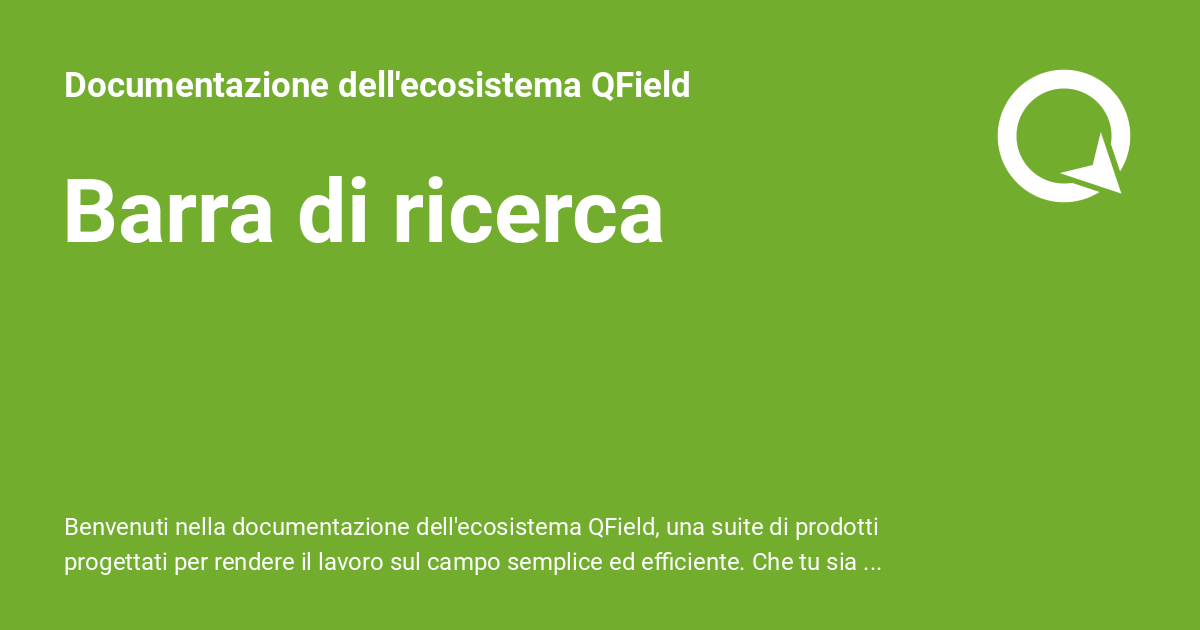 Documentazione dell'ecosistema QField
Barra di ricerca
Benvenuti nella documentazione dell'ecosistema QField, una suite di prodotti
progettati per rendere il lavoro sul campo semplice ed efficiente. Che tu sia ...